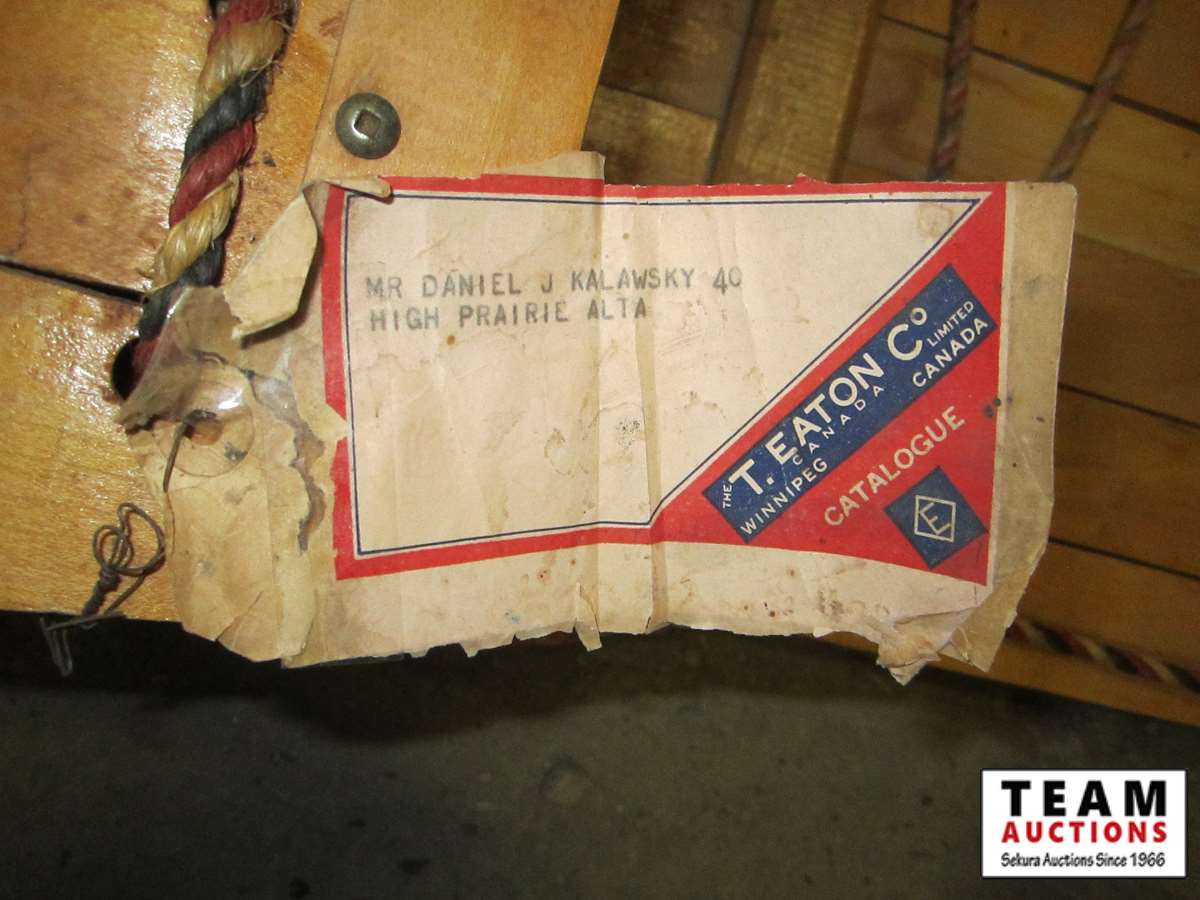 MR DANIEL J KALAWSKY 40
HIGH PRAIRIE ALTA
THE T. EATON Cº LIMITED
CANADA
WINNIPEG CANADA
CATALOGUE
E
TEAM
AUCTIONS
Sekura Auctions Since 1966